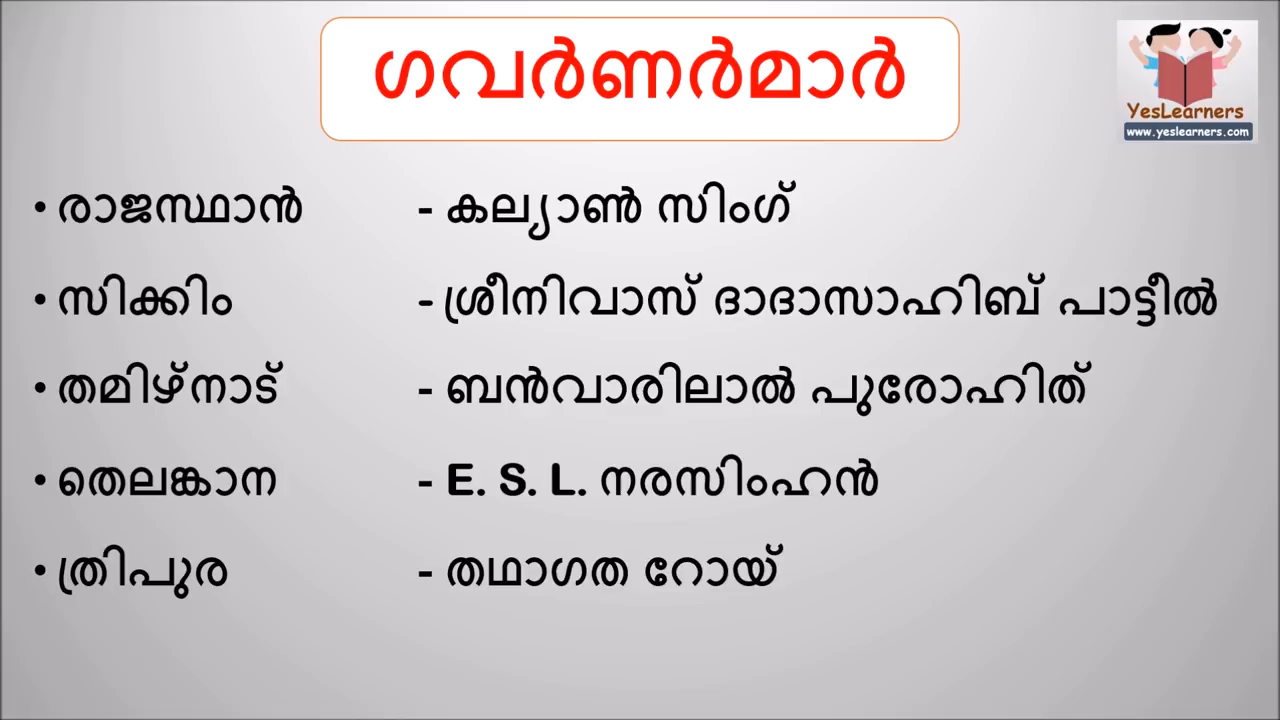 ഗവർണർമാർ
YesLearners
www.yeslearners.com
• രാജസ്ഥാൻ - കല്യാൺ സിംഗ്
• സിക്കിം - ശ്രീനിവാസ് ദാദാസാഹിബ് പാട്ടീൽ
• തമിഴ്നാട് - ബൻവാരിലാൽ പുരോഹിത്
• തെലങ്കാന - E. S. L. നരസിംഹൻ
• ത്രിപുര - തഥാഗത റോയ്